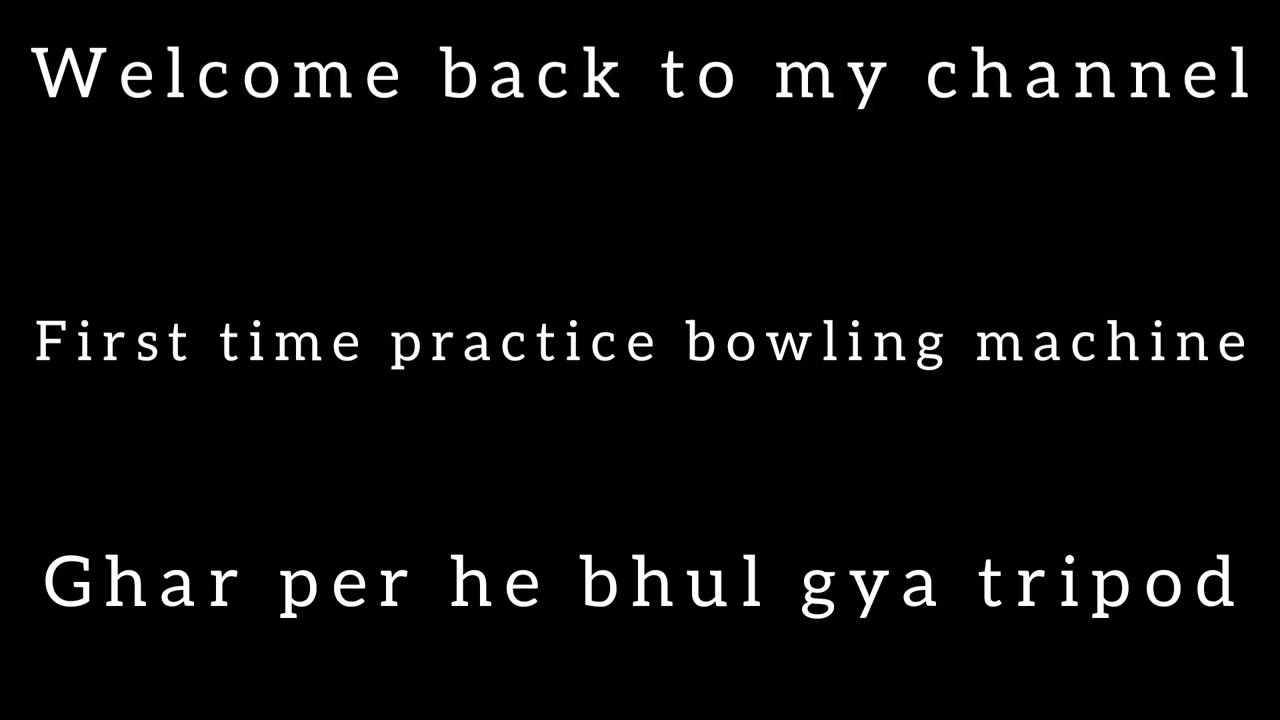 Welcome back to my channel
First time practice bowling machine
Ghar per he bhul gya tripod